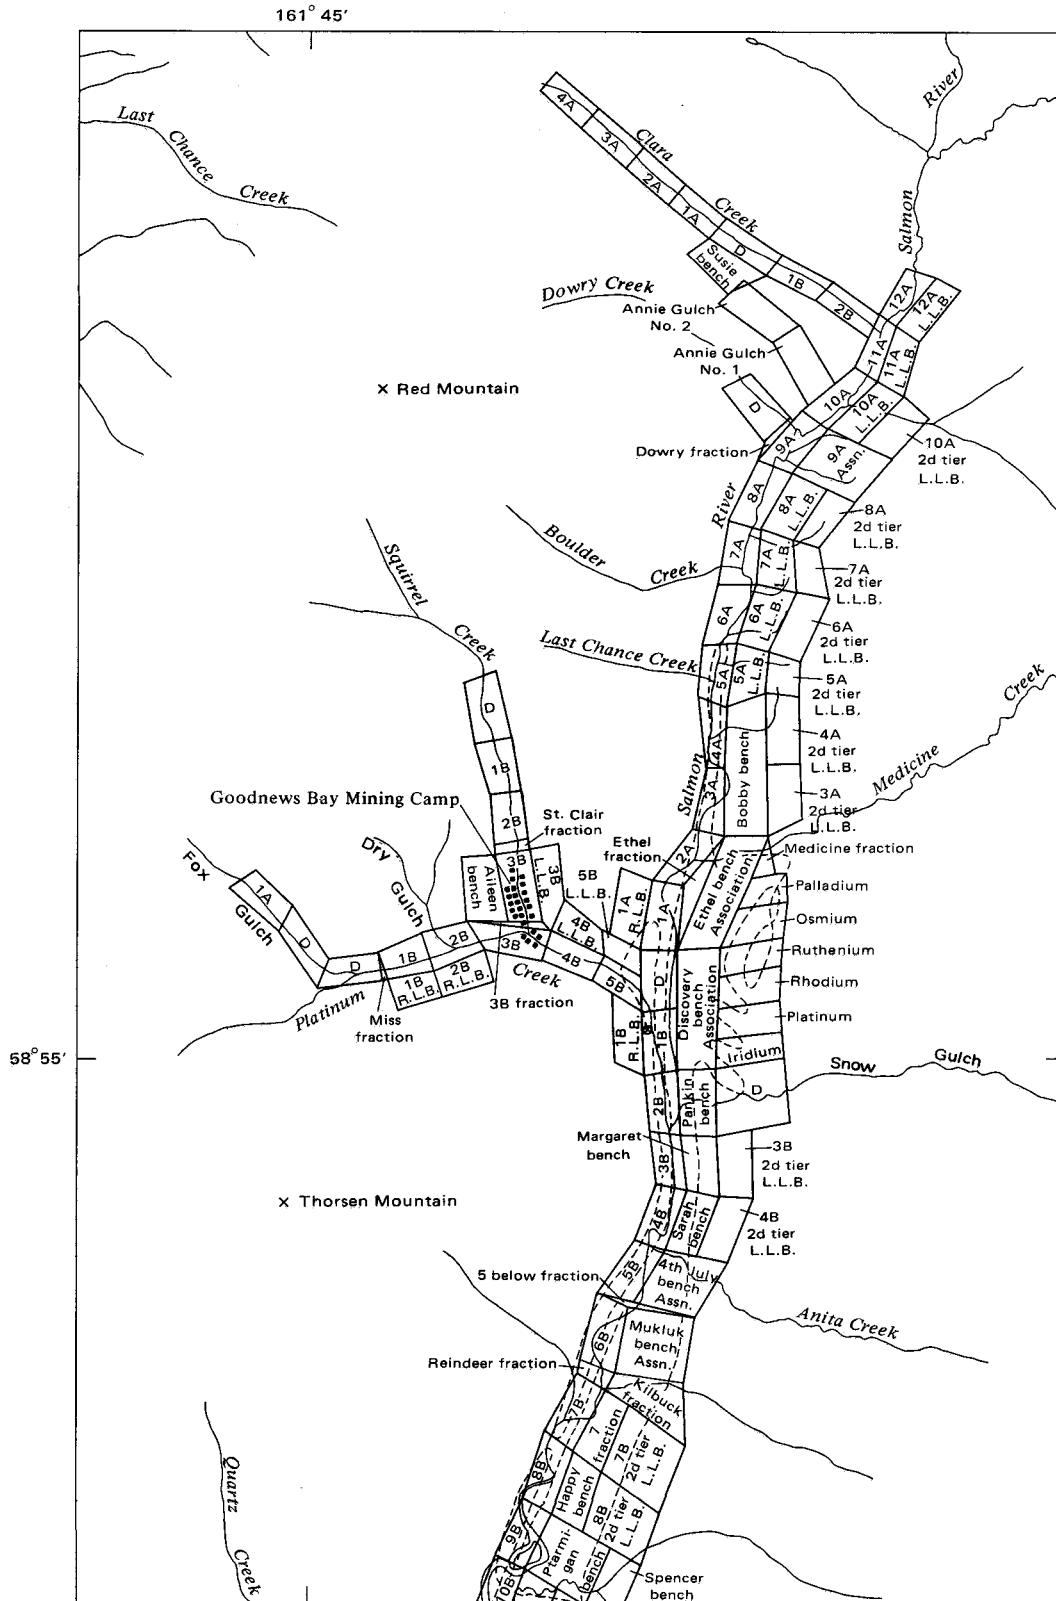 161° 45'
Last
Chance
Creek
River
4A
3A
Clara
2A
1A
Creek
Salmon
D
Susie
bench
1B
2B
12A
12A
L.L.B.
Dowry Creek
Annie Gulch
No. 2
11A
11A
L.L.B.
Annie Gulch
No. 1
Red Mountain
D
10A
10A
L.L.B.
10A
2d tier
L.L.B.
Dowry fraction
9A
9A
Assn.
River
8A
8A
L.L.B.
8A
2d tier
L.L.B.
Squirrel
Creek
Boulder
Creek
7A
7A
L.L.B.
7A
2d tier
L.L.B.
6A
6A
L.L.B.
6A
2d tier
L.L.B.
Last Chance Creek
5A
5A
L.L.B.
5A
2d tier
L.L.B.
Creek
Medicine
D
Salmon
4A
Bobby bench
4A
2d tier
L.L.B.
1B
3A
3A
2d tier
L.L.B.
Goodnews Bay Mining Camp
2B
St. Clair
fraction
Ethel
fraction
2A
Ethel bench
Association
Medicine fraction
Fox
Gulch
1A
D
Dry
Gulch
Aileen
bench
3B
3B
L.L.B.
5B
L.L.B.
4B
L.L.B.
1A
R.L.B.
1A
Palladium
Osmium
Ruthenium
Rhodium
Platinum
Iridium
D
1B
2B
3B
4B
5B
1B
R.L.B.
2B
R.L.B.
Creek
3B fraction
Platinum
Miss
fraction
D
Discovery
bench
Association
1B
R.L.B.
1B
58° 55'
Snow
Gulch
D
2B
Pankin
bench
Margaret
bench
3B
3B
2d tier
L.L.B.
Thorsen Mountain
4B
Sarah
bench
4B
2d tier
L.L.B.
5 below fraction
5B
4th July
bench
Assn.
Anita Creek
6B
Mukluk
bench
Assn.
Reindeer fraction
Kilbuck
fraction
7B
7
fraction
7B
2d tier
L.L.B.
Quartz
Creek
8B
Happy
bench
8B
2d tier
L.L.B.
9B
Ptarmi-
gan
bench
10B
Spencer
bench